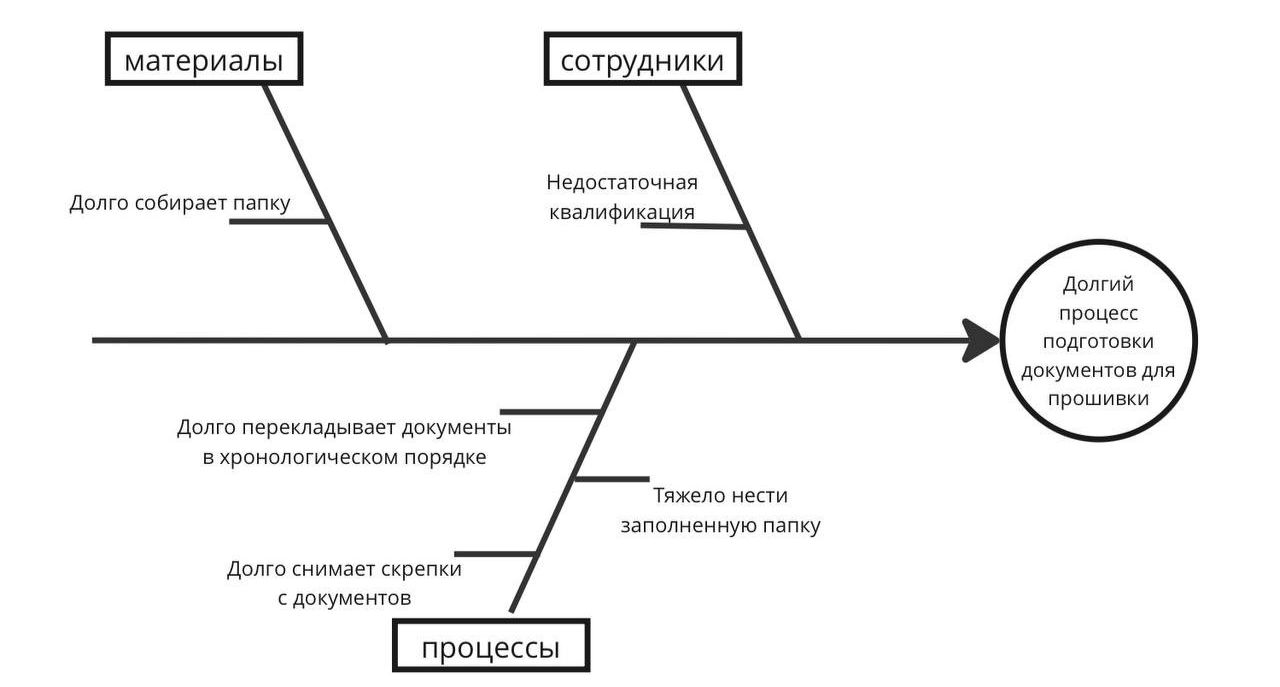 материалы
сотрудники
Долго собирает папку
Недостаточная
квалификация
Долгий
процесс
подготовки
документов для
прошивки
Долго перекладывает документы
в хронологическом порядке
Тяжело нести
заполненную папку
Долго снимает скрепки
с документов
процессы